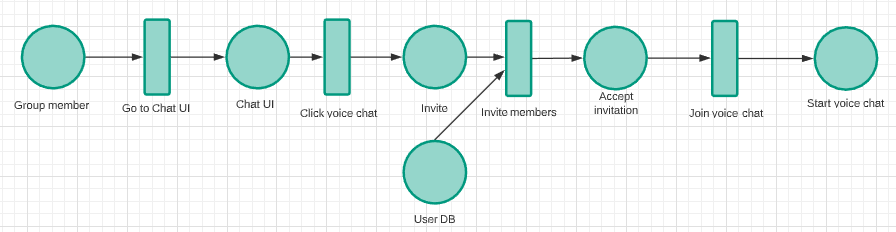 Group member
Go to Chat UI
Chat UI
Click voice chat
Invite
Invite members
Accept
invitation
Join voice chat
Start voice chat
User DB